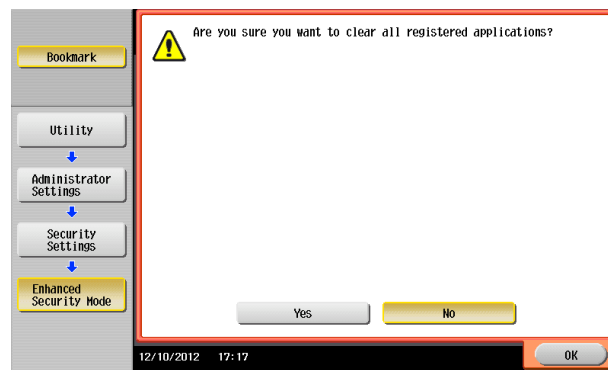 Bookmark
Utility
Administrator
Settings
Security
Settings
Enhanced
Security Mode
Are you sure you want to clear all registered applications?
Yes
No
12/10/2012 17:17
OK